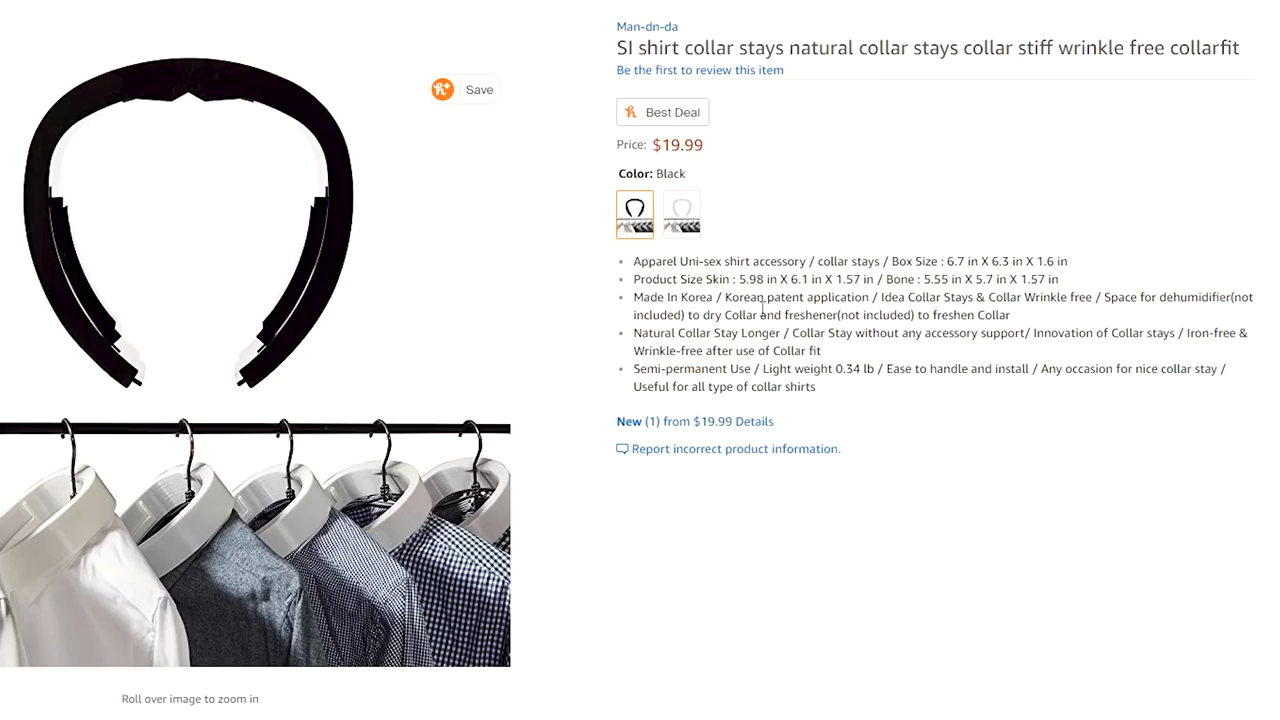 Man-dn-da
SI shirt collar stays natural collar stays collar stiff wrinkle free collarfit
Be the first to review this item
Save
Best Deal
Price: $19.99
Color: Black
Apparel Uni-sex shirt accessory / collar stays / Box Size : 6.7 in X 6.3 in X 1.6 in
Product Size Skin : 5.98 in X 6.1 in X 1.57 in / Bone : 5.55 in X 5.7 in X 1.57 in
Made In Korea / Korean patent application / Idea Collar Stays & Collar Wrinkle free / Space for dehumidifier(not
included) to dry Collar and freshener(not included) to freshen Collar
Natural Collar Stay Longer / Collar Stay without any accessory support/ Innovation of Collar stays / Iron-free &
Wrinkle-free after use of Collar fit
Semi-permanent Use / Light weight 0.34 lb / Ease to handle and install / Any occasion for nice collar stay /
Useful for all type of collar shirts
New (1) from $19.99 Details
Report incorrect product information.
Roll over image to zoom in